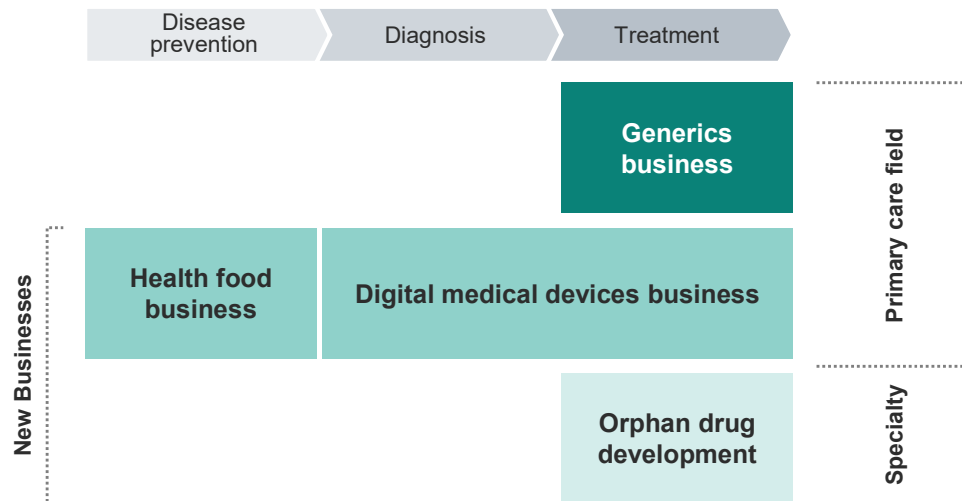 Disease
prevention
Diagnosis
Treatment
Generics
business
Primary care field
New Businesses
Health food
business
Digital medical devices business
Orphan drug
development
Specialty